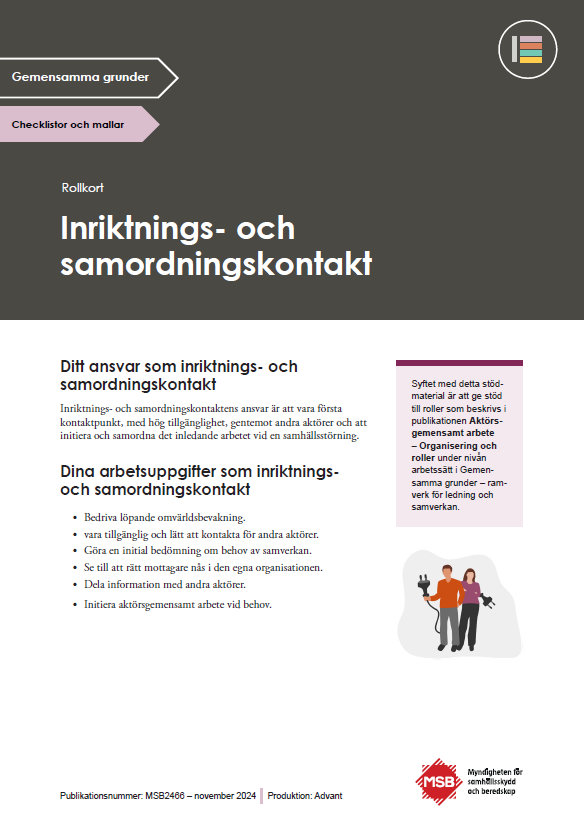 Gemensamma grunder
Checklistor och mallar
Rollkort
Inriktnings- och
samordningskontakt
Ditt ansvar som inriktnings- och
samordningskontakt
Inriktnings- och samordningskontaktens ansvar är att vara första
kontaktpunkt, med hög tillgänglighet, gentemot andra aktörer och att
initiera och samordna det inledande arbetet vid en samhällsstörning.
Dina arbetsuppgifter som inriktnings-
och samordningskontakt
• Bedriva löpande omvärldsbevakning.
• vara tillgänglig och lätt att kontakta för andra aktörer.
• Göra en initial bedömning om behov av samverkan.
• Se till att rätt mottagare nås i den egna organisationen.
• Dela information med andra aktörer.
• Initiera aktörsgemensamt arbete vid behov.
Syftet med detta stöd-
material är att ge stöd
till roller som beskrivs i
publikationen Aktörs-
gemensamt arbete
– Organisering och
roller under nivån
arbetssätt i Gemen-
samma grunder – ram-
verk för ledning och
samverkan.
Publikationsnummer: MSB2466 – november 2024 | Produktion: Advant
MSB
Myndigheten för
samhällsskydd
och beredskap